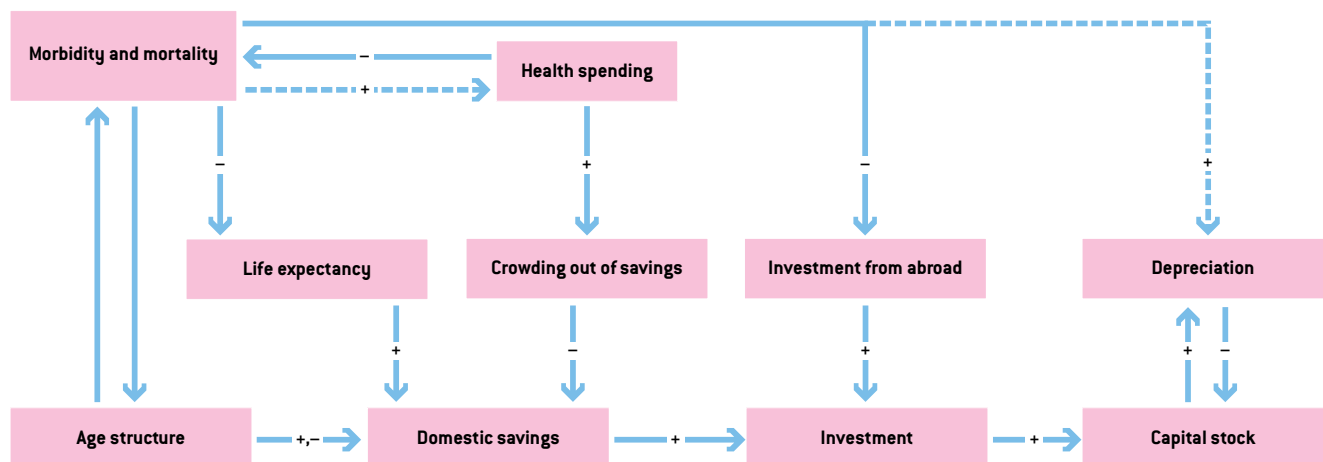 Morbidity and mortality
–
Health spending
+
–
+
–
+
Life expectancy
Crowding out of savings
Investment from abroad
Depreciation
+
–
+
+
–
Age structure
+,–
Domestic savings
+
Investment
+
Capital stock